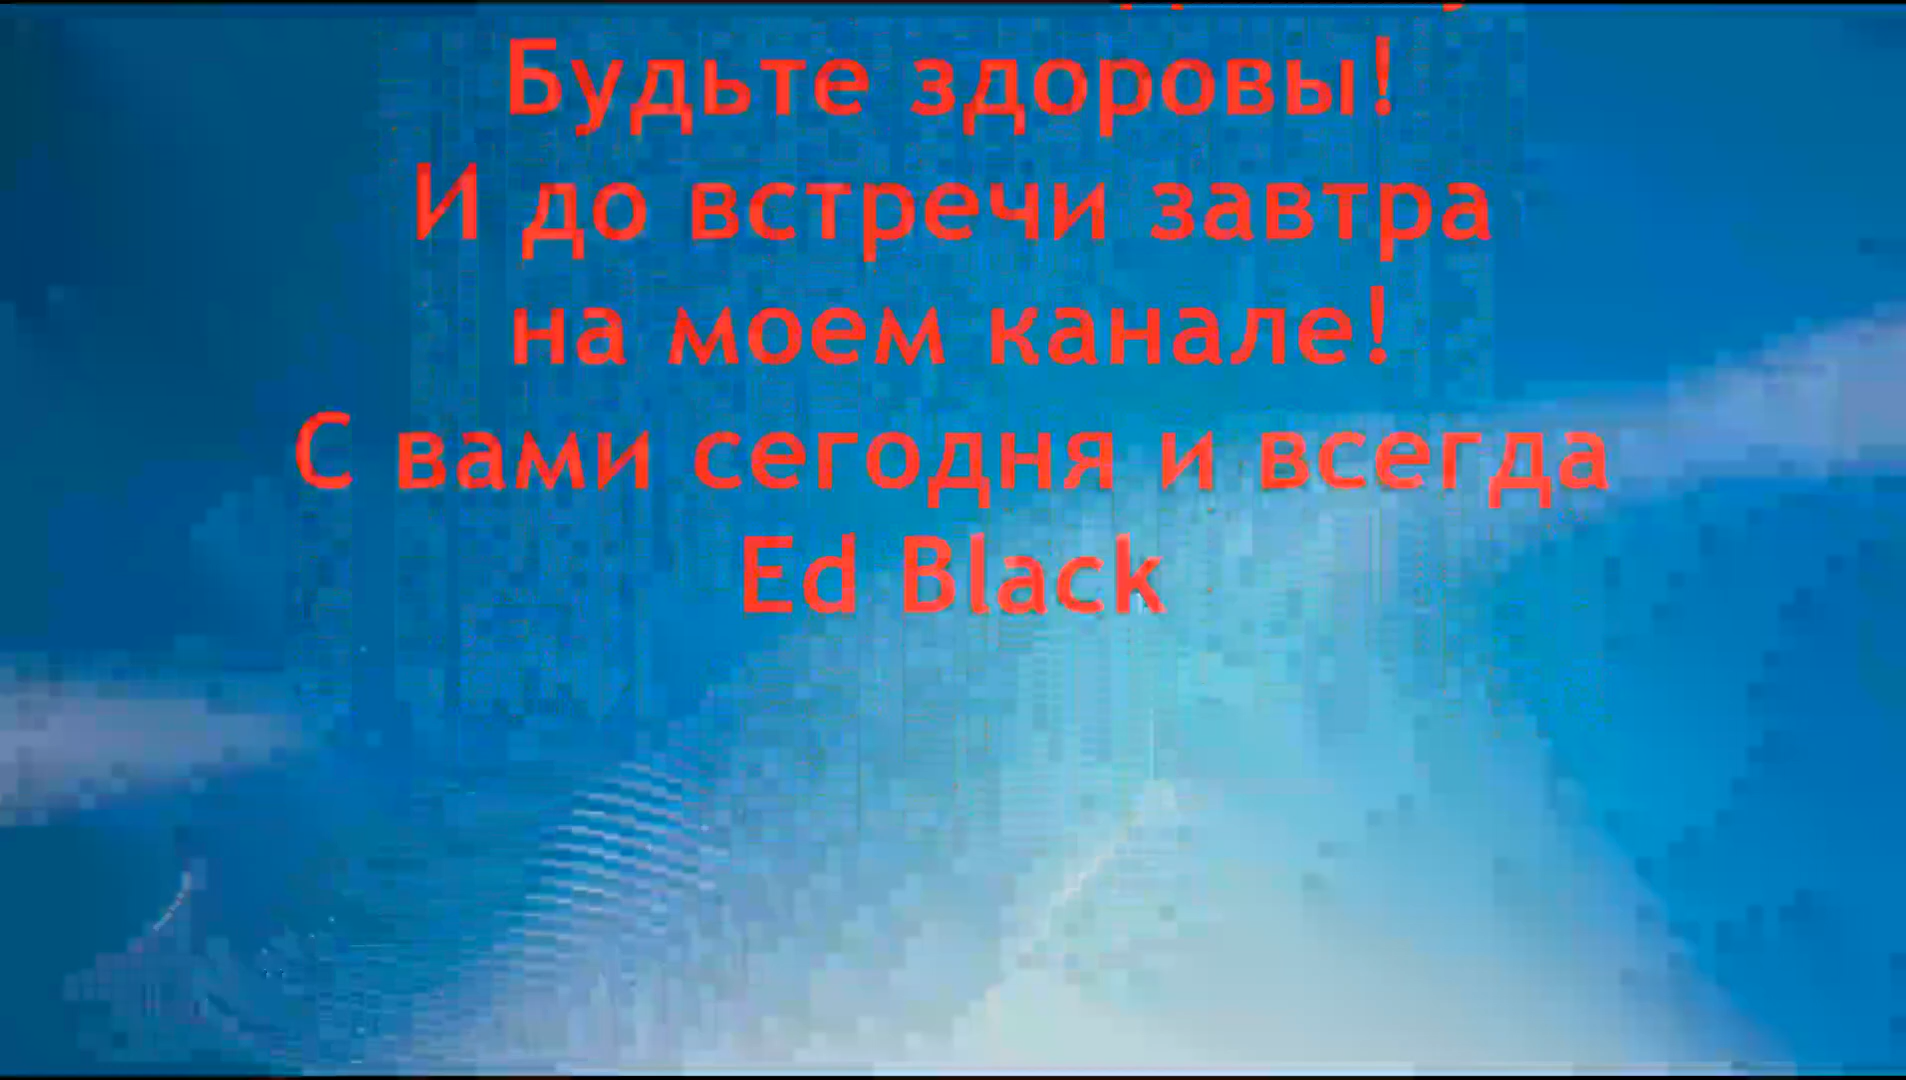 Будьте здоровы!
И до встречи завтра
на моем канале!
С вами сегодня и всегда
Ed Black